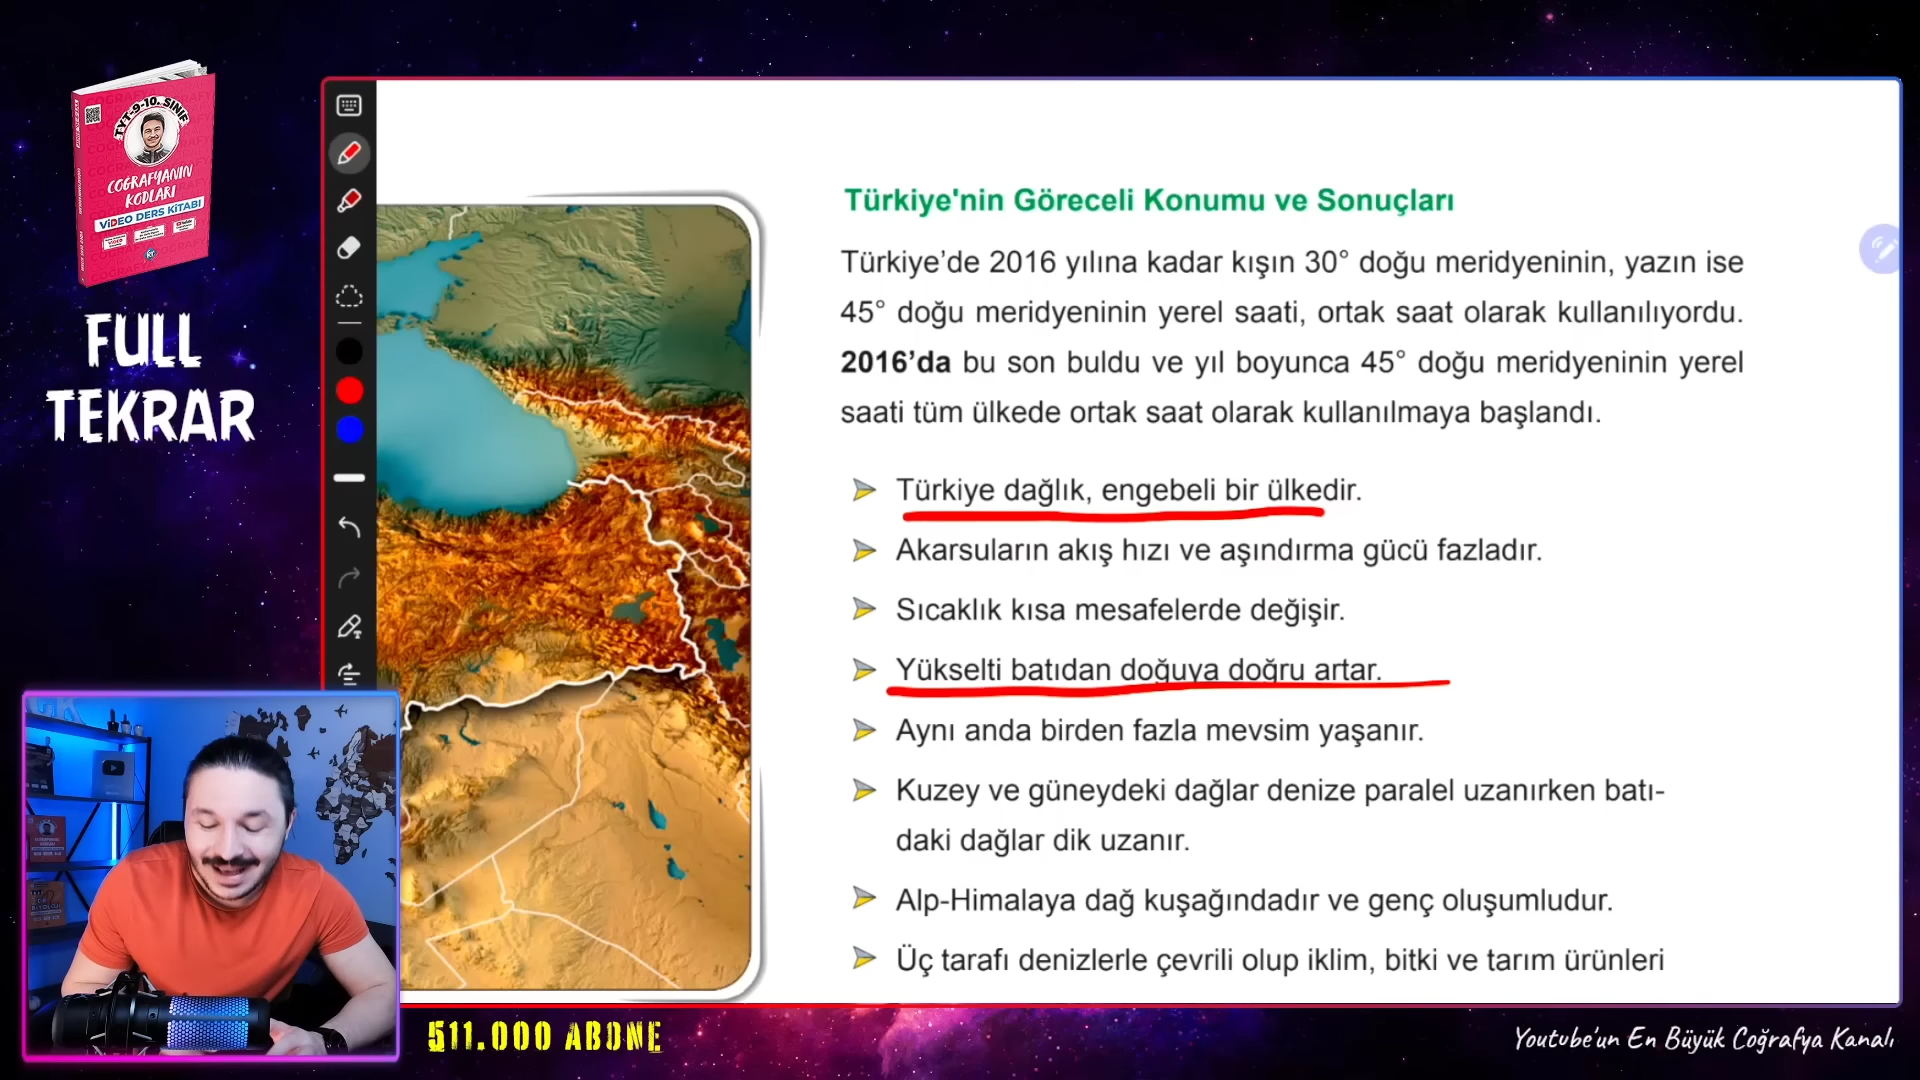 TYT-9-10. SINIF
COĞRAFYANIN
KODLARI
VİDEO DERS KİTABI
FULL
TEKRAR
Türkiye'nin Göreceli Konumu ve Sonuçları
Türkiye’de 2016 yılına kadar kışın 30° doğu meridyeninin, yazın ise
45° doğu meridyeninin yerel saati, ortak saat olarak kullanılıyordu.
2016’da bu son buldu ve yıl boyunca 45° doğu meridyeninin yerel
saati tüm ülkede ortak saat olarak kullanılmaya başlandı.
Türkiye dağlık, engebeli bir ülkedir.
Akarsuların akış hızı ve aşındırma gücü fazladır.
Sıcaklık kısa mesafelerde değişir.
Yükselti batıdan doğuya doğru artar.
Aynı anda birden fazla mevsim yaşanır.
Kuzey ve güneydeki dağlar denize paralel uzanırken batı-
daki dağlar dik uzanır.
Alp-Himalaya dağ kuşağındadır ve genç oluşumludur.
Üç tarafı denizlerle çevrili olup iklim, bitki ve tarım ürünleri
511.000 ABONE
Youtube'un En Büyük Coğrafya Kanalı